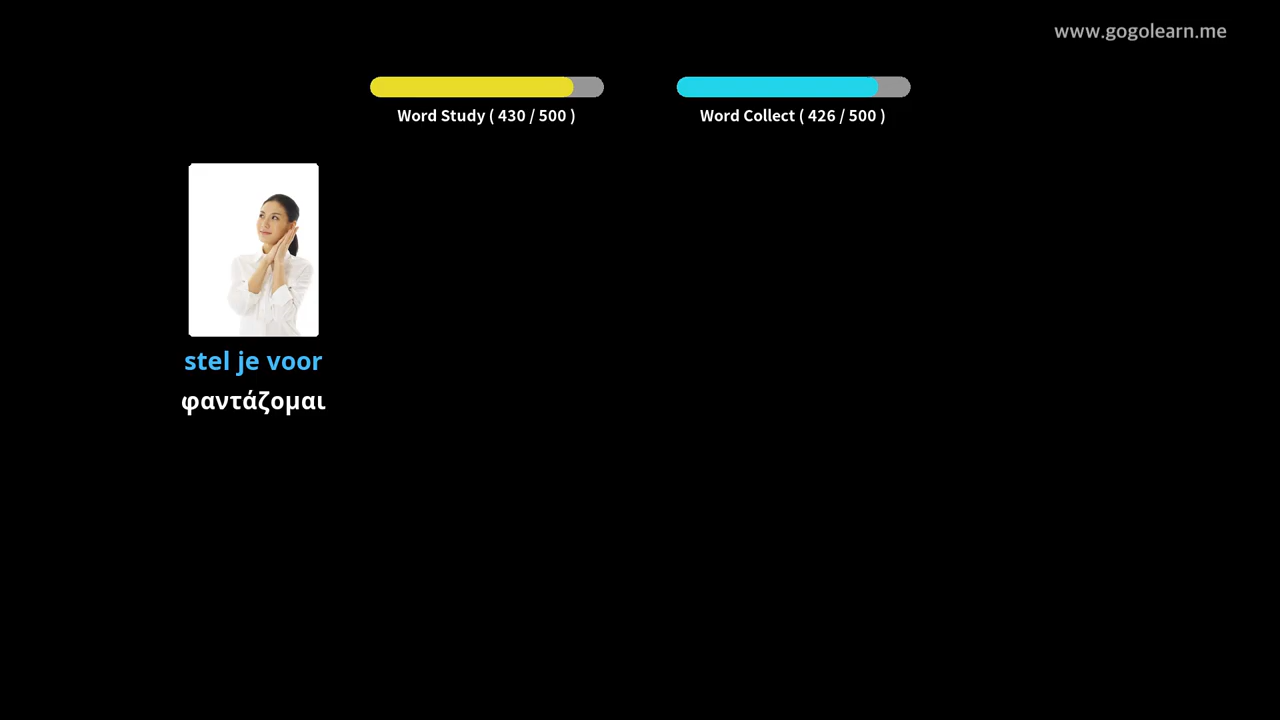 www.gogolearn.me
Word Study ( 430 / 500 )
Word Collect ( 426 / 500 )
stel je voor
φαντάζομαι